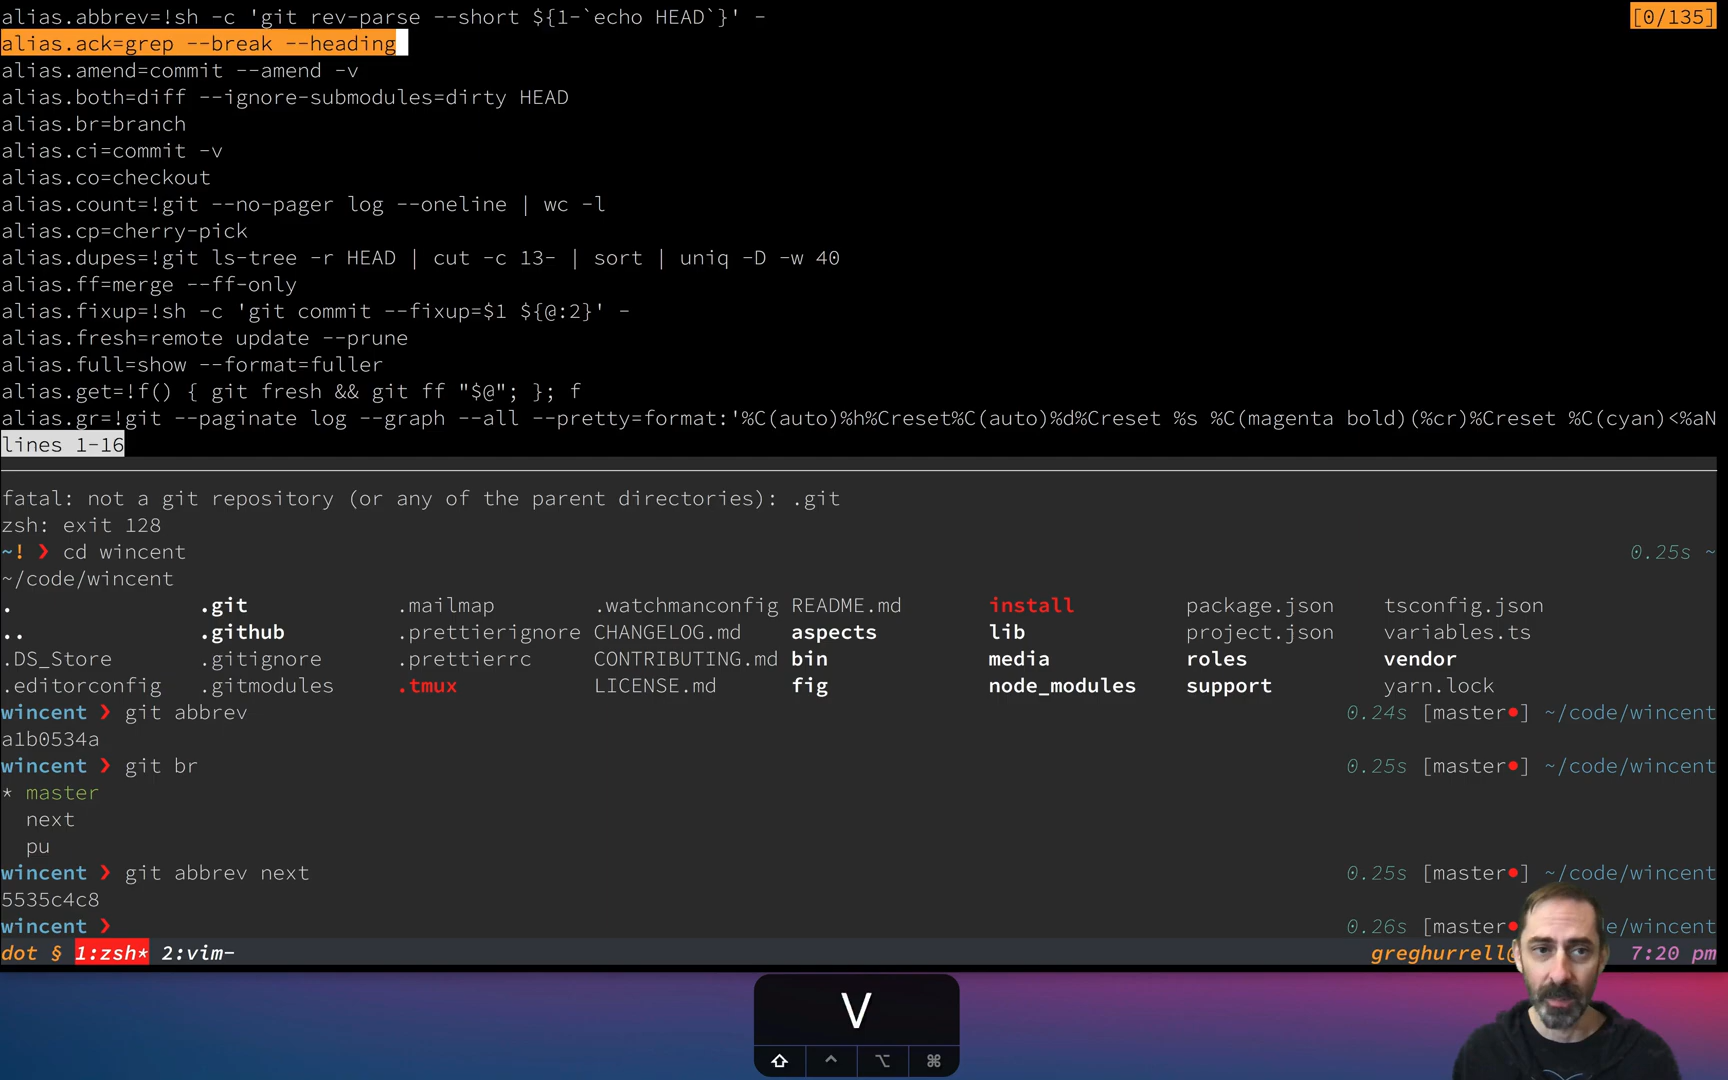 alias.abbrev=!sh -c 'git rev-parse --short ${1-`echo HEAD`}' -
[0/135]
alias.ack=grep --break --heading
alias.amend=commit --amend -v
alias.both=diff --ignore-submodules=dirty HEAD
alias.br=branch
alias.ci=commit -v
alias.co=checkout
alias.count=!git --no-pager log --oneline | wc -l
alias.cp=cherry-pick
alias.dupes=!git ls-tree -r HEAD | cut -c 13- | sort | uniq -D -w 40
alias.ff=merge --ff-only
alias.fixup=!sh -c 'git commit --fixup=$1 ${@:2}' -
alias.fresh=remote update --prune
alias.full=show --format=fuller
alias.get=!f() { git fresh && git ff "$@"; }; f
alias.gr=!git --paginate log --graph --all --pretty=format:'%C(auto)%h%Creset%C(auto)%d%Creset %s %C(magenta bold)(%cr)%Creset %C(cyan)<%aN
lines 1-16
fatal: not a git repository (or any of the parent directories): .git
zsh: exit 128
~! ❯ cd wincent 0.25s ~
~/code/wincent
. .git .mailmap .watchmanconfig README.md install package.json tsconfig.json
.. .github .prettierignore CHANGELOG.md aspects lib project.json variables.ts
.DS_Store .gitignore .prettierrc CONTRIBUTING.md bin media roles vendor
.editorconfig .gitmodules .tmux LICENSE.md fig node_modules support yarn.lock
wincent ❯ git abbrev 0.24s [master●] ~/code/wincent
a1b0534a
wincent ❯ git br 0.25s [master●] ~/code/wincent
* master
next
pu
wincent ❯ git abbrev next 0.25s [master●] ~/code/wincent
5535c4c8
wincent ❯ 0.26s [master● e/wincent
dot § 1:zsh* 2:vim- greghurrell@ 7:20 pm
V
⇧ ^ ⌥ ⌘